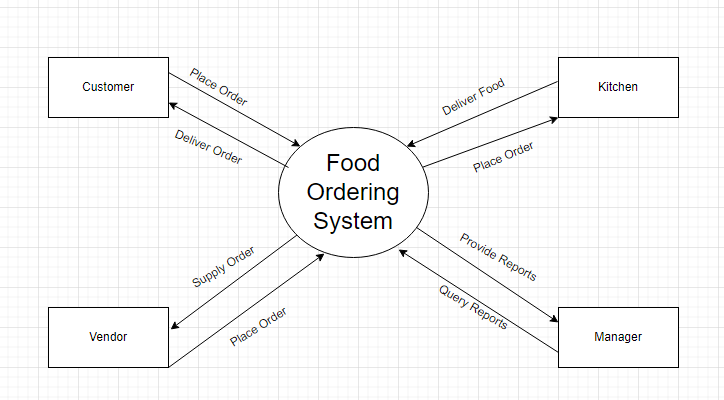 Customer
Place Order
Deliver Order
Kitchen
Deliver Food
Place Order
Food
Ordering
System
Vendor
Supply Order
Place Order
Manager
Provide Reports
Query Reports